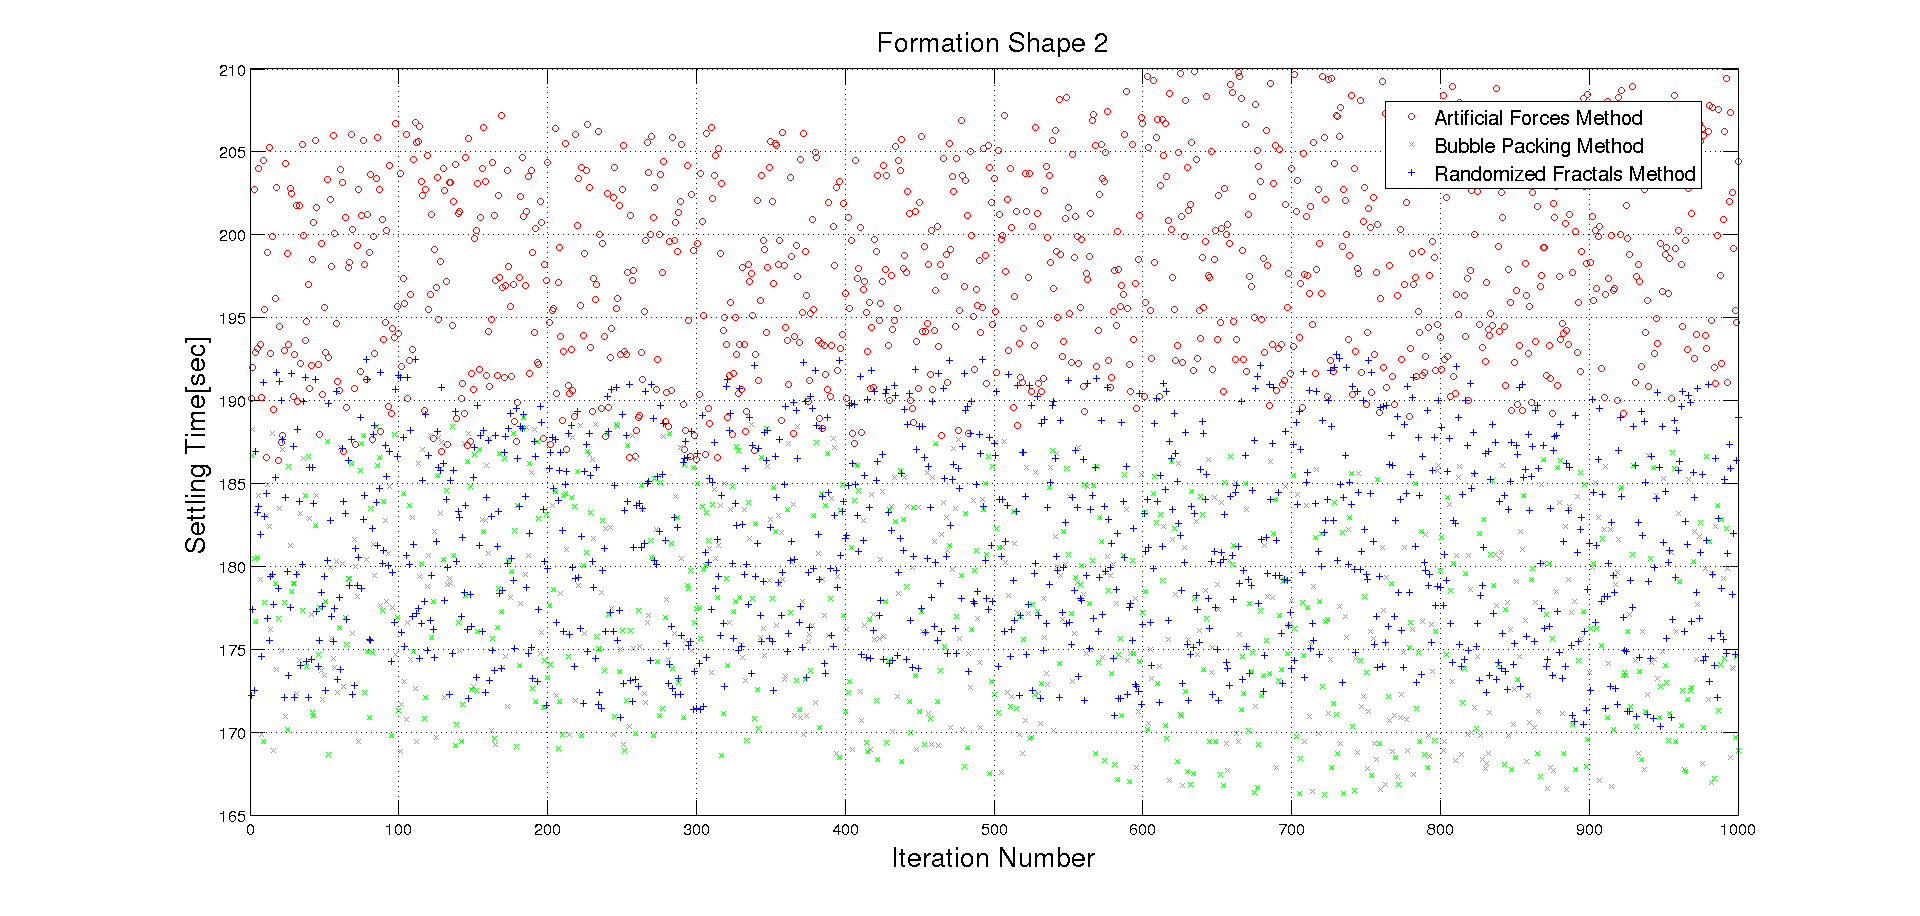 Formation Shape 2
210
205
200
195
190
185
180
175
170
165
Settling Time[sec]
Artificial Forces Method
Bubble Packing Method
Randomized Fractals Method
0 100 200 300 400 500 600 700 800 900 1000
Iteration Number